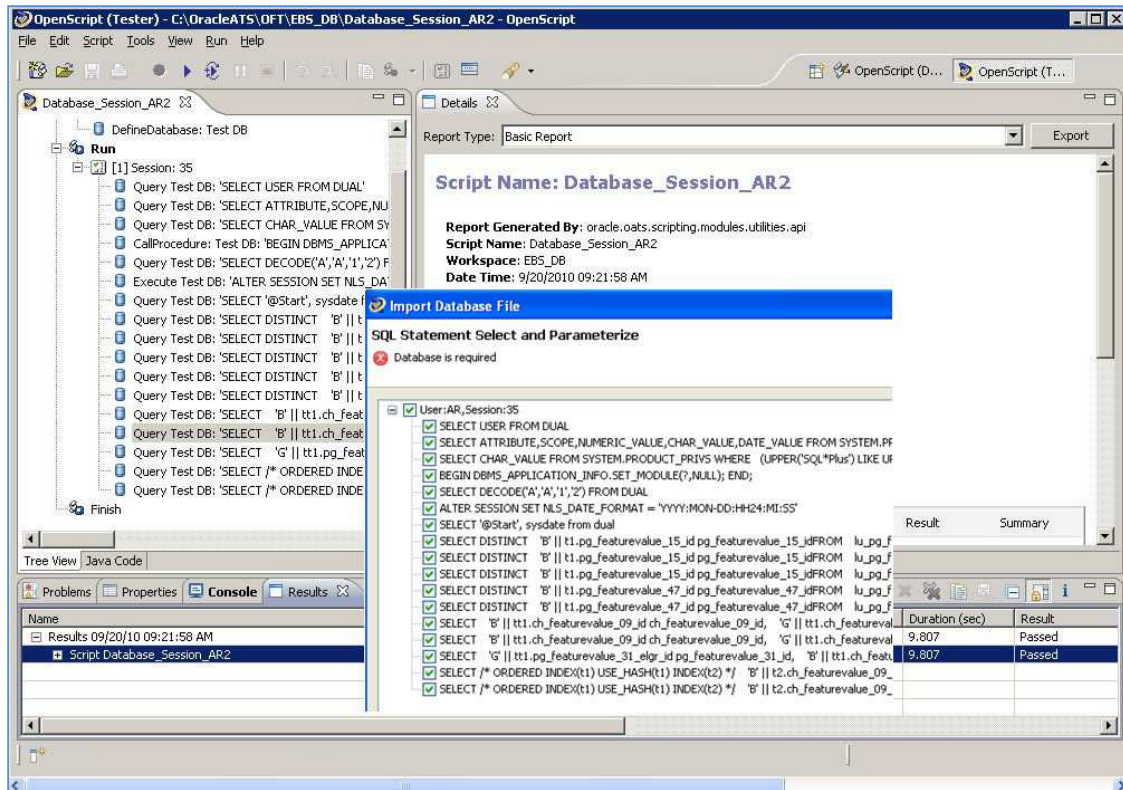 OpenScript (Tester) - C:\OracleATS\OFT\EBS_DB\Database_Session_AR2 - OpenScript
File Edit Script Tools View Run Help
OpenScript (D... OpenScript (T...
Database_Session_AR2
DefineDatabase: Test DB
Run
[1] Session: 35
Query Test DB: 'SELECT USER FROM DUAL'
Query Test DB: 'SELECT ATTRIBUTE,SCOPE,NU
Query Test DB: 'SELECT CHAR_VALUE FROM SY
CallProcedure: Test DB: 'BEGIN DBMS_APPLICA
Query Test DB: 'SELECT DECODE('A','A','1','2') F
Execute Test DB: 'ALTER SESSION SET NLS_DA
Query Test DB: 'SELECT '@Start', sysdate f
Query Test DB: 'SELECT DISTINCT 'B' || t
Query Test DB: 'SELECT DISTINCT 'B' || t
Query Test DB: 'SELECT DISTINCT 'B' || t
Query Test DB: 'SELECT DISTINCT 'B' || t
Query Test DB: 'SELECT DISTINCT 'B' || t
Query Test DB: 'SELECT 'B' || tt1.ch_feat
Query Test DB: 'SELECT 'B' || tt1.ch_feat
Query Test DB: 'SELECT 'G' || tt1.pg_feat
Query Test DB: 'SELECT /* ORDERED INDE
Query Test DB: 'SELECT /* ORDERED INDE
Finish
Tree View Java Code
Details
Report Type: Basic Report Export
Script Name: Database_Session_AR2
Report Generated By: oracle.oats.scripting.modules.utilities.api
Script Name: Database_Session_AR2
Workspace: EBS_DB
Date Time: 9/20/2010 09:21:58 AM
Result Summary
Import Database File
SQL Statement Select and Parameterize
Database is required
User:AR,Session:35
SELECT USER FROM DUAL
SELECT ATTRIBUTE,SCOPE,NUMERIC_VALUE,CHAR_VALUE,DATE_VALUE FROM SYSTEM.PR
SELECT CHAR_VALUE FROM SYSTEM.PRODUCT_PRIVS WHERE (UPPER('SQL*Plus') LIKE UP
BEGIN DBMS_APPLICATION_INFO.SET_MODULE(?,NULL); END;
SELECT DECODE('A','A','1','2') FROM DUAL
ALTER SESSION SET NLS_DATE_FORMAT = 'YYYY:MON-DD:HH24:MI:SS'
SELECT '@Start', sysdate from dual
SELECT DISTINCT 'B' || t1.pg_featurevalue_15_id pg_featurevalue_15_idFROM lu_pg_f
SELECT DISTINCT 'B' || t1.pg_featurevalue_15_id pg_featurevalue_15_idFROM lu_pg_f
SELECT DISTINCT 'B' || t1.pg_featurevalue_15_id pg_featurevalue_15_idFROM lu_pg_f
SELECT DISTINCT 'B' || t1.pg_featurevalue_47_id pg_featurevalue_47_idFROM lu_pg_f
SELECT DISTINCT 'B' || t1.pg_featurevalue_47_id pg_featurevalue_47_idFROM lu_pg_f
SELECT 'B' || tt1.ch_featurevalue_09_id ch_featurevalue_09_id, 'G' || tt1.ch_featureval
SELECT 'B' || tt1.ch_featurevalue_09_id ch_featurevalue_09_id, 'G' || tt1.ch_featureval
SELECT 'G' || tt1.pg_featurevalue_31_elgr_id pg_featurevalue_31_id, 'B' || tt1.ch_featu
SELECT /* ORDERED INDEX(t1) USE_HASH(t1) INDEX(t2) */ 'B' || t2.ch_featurevalue_09_
SELECT /* ORDERED INDEX(t1) USE_HASH(t1) INDEX(t2) */ 'B' || t2.ch_featurevalue_09_
Problems Properties Console Results
Name Duration (sec) Result
Results 09/20/10 09:21:58 AM 9.807 Passed
Script Database_Session_AR2 9.807 Passed